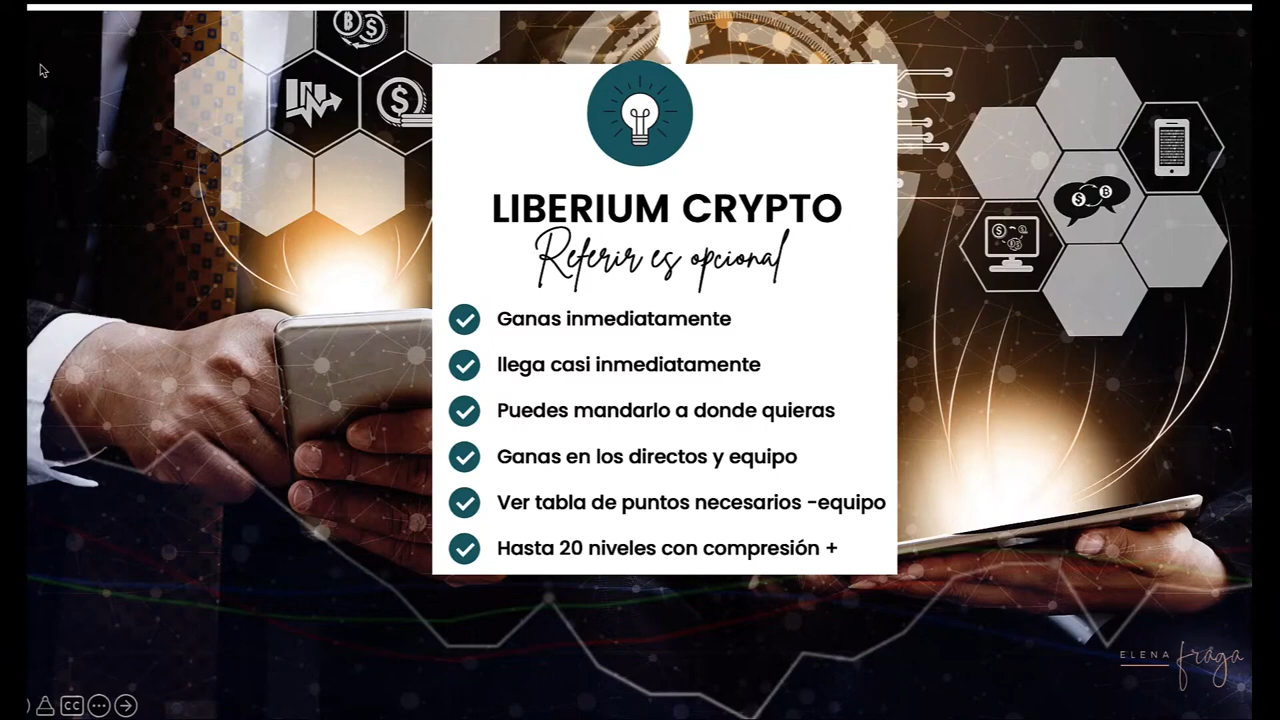 LIBERIUM CRYPTO
Referir es opcional
Ganas inmediatamente
llega casi inmediatamente
Puedes mandarlo a donde quieras
Ganas en los directos y equipo
Ver tabla de puntos necesarios -equipo
Hasta 20 niveles con compresión +
ELENA fraga
CC